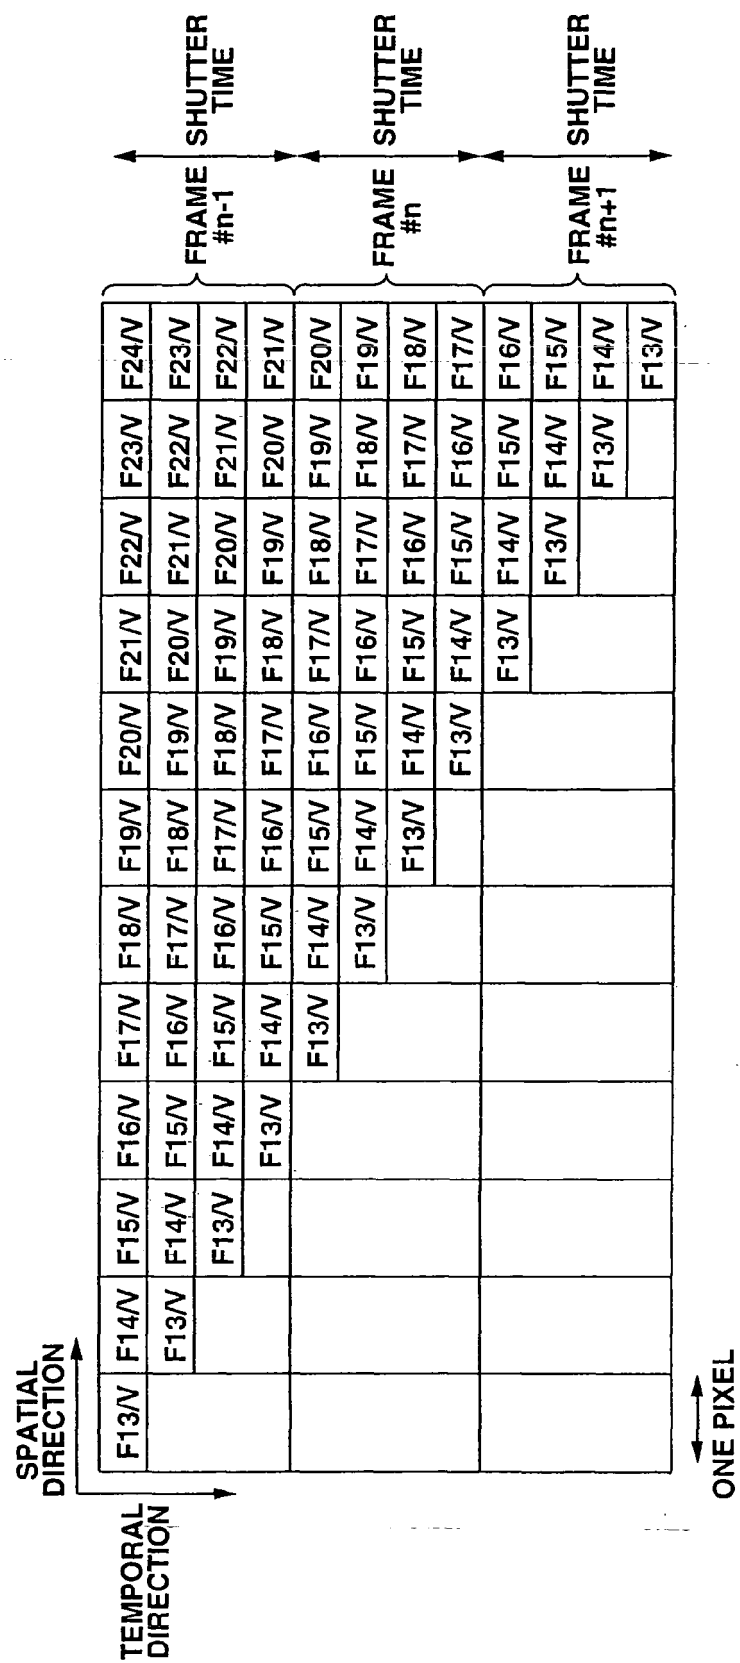 SPATIAL
DIRECTION
TEMPORAL
DIRECTION
F13/V F14/V F15/V F16/V F17/V F18/V F19/V F20/V F21/V F22/V F23/V F24/V
F13/V F14/V F15/V F16/V F17/V F18/V F19/V F20/V F21/V F22/V F23/V
F13/V F14/V F15/V F16/V F17/V F18/V F19/V F20/V F21/V F22/V
F13/V F14/V F15/V F16/V F17/V F18/V F19/V F20/V F21/V
FRAME
#n-1
SHUTTER
TIME
F13/V F14/V F15/V F16/V F17/V F18/V F19/V F20/V
F13/V F14/V F15/V F16/V F17/V F18/V F19/V
F13/V F14/V F15/V F16/V F17/V F18/V
F13/V F14/V F15/V F16/V F17/V
FRAME
#n
SHUTTER
TIME
F13/V F14/V F15/V F16/V
F13/V F14/V F15/V
F13/V F14/V
F13/V
FRAME
#n+1
SHUTTER
TIME
ONE PIXEL